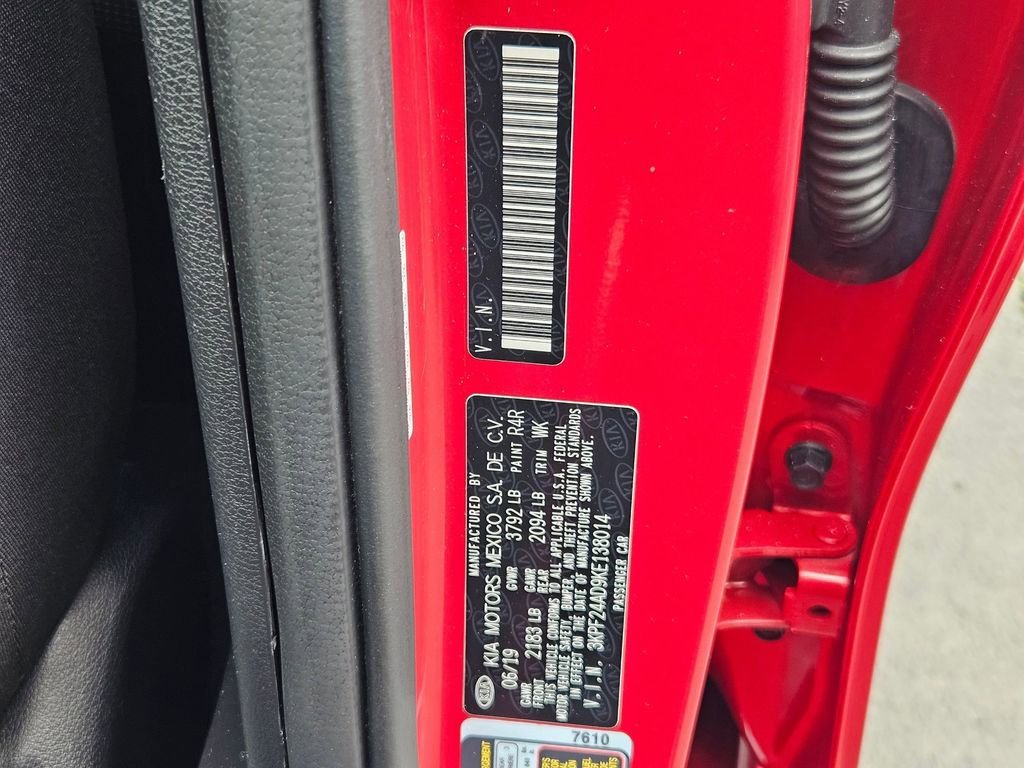 V.I.N.
MANUFACTURED BY
KIA KIA MOTORS MEXICO S.A. DE C.V.
06/19 GVWR 3792 LB PAINT R4R
GAWR FRONT 2183 LB GAWR REAR 2094 LB TRIM WK
THIS VEHICLE CONFORMS TO ALL APPLICABLE U.S.A. FEDERAL
MOTOR VEHICLE SAFETY, BUMPER, AND THEFT PREVENTION STANDARDS
IN EFFECT ON THE DATE OF MANUFACTURE SHOWN ABOVE.
V.I.N. 3KPF24AD9KE138014
PASSENGER CAR
7610